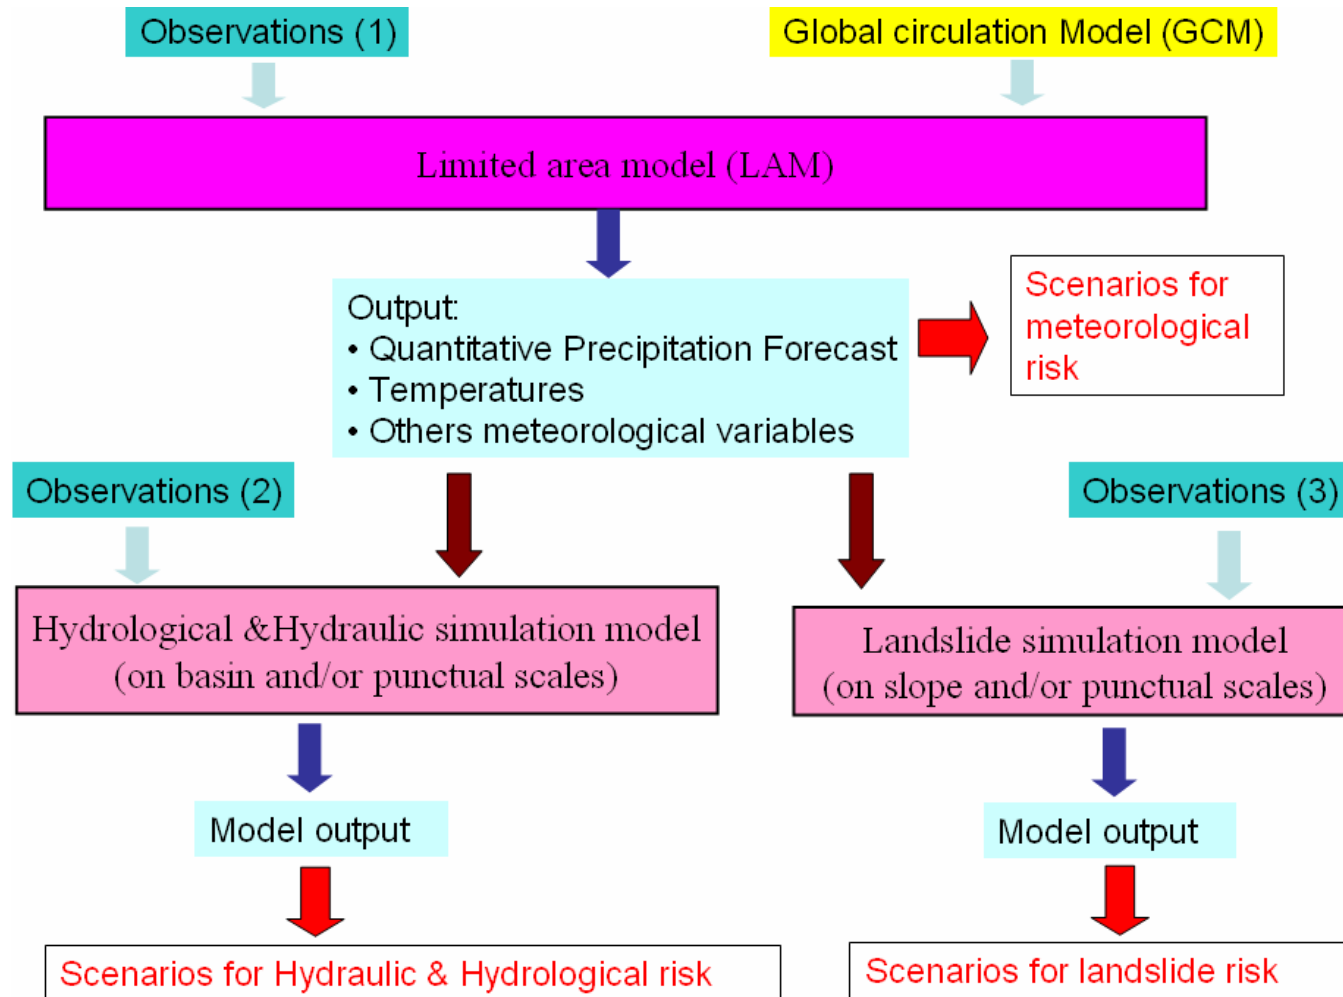 Observations (1)
Global circulation Model (GCM)
Limited area model (LAM)
Output:
• Quantitative Precipitation Forecast
• Temperatures
• Others meteorological variables
Scenarios for
meteorological
risk
Observations (2)
Observations (3)
Hydrological &Hydraulic simulation model
(on basin and/or punctual scales)
Landslide simulation model
(on slope and/or punctual scales)
Model output
Model output
Scenarios for Hydraulic & Hydrological risk
Scenarios for landslide risk